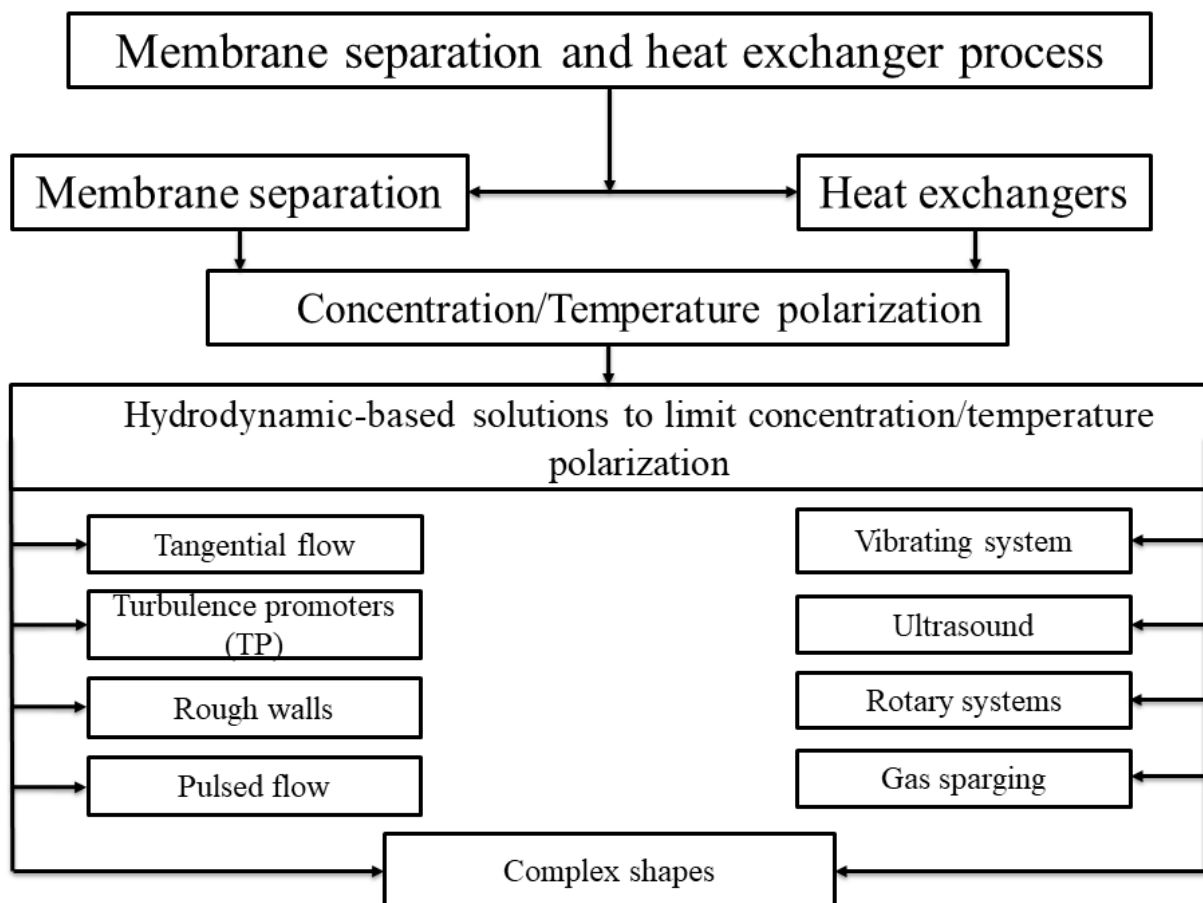 Membrane separation and heat exchanger process
Membrane separation
Heat exchangers
Concentration/Temperature polarization
Hydrodynamic-based solutions to limit concentration/temperature
polarization
Tangential flow
Turbulence promoters
(TP)
Rough walls
Pulsed flow
Vibrating system
Ultrasound
Rotary systems
Gas sparging
Complex shapes